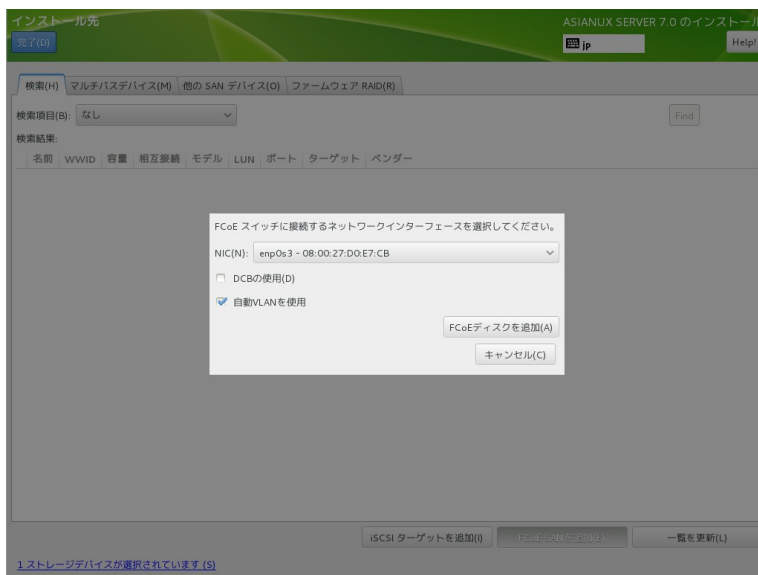 インストール先
ASIANUX SERVER 7.0 のインストール
完了(D)
jp
Help!
検索(H) マルチパスデバイス(M) 他の SAN デバイス(O) ファームウェア RAID(R)
検索項目(B): なし
Find
検索結果:
名前 WWID 容量 相互接続 モデル LUN ポート ターゲット ベンダー
FCoE スイッチに接続するネットワークインターフェースを選択してください。
NIC(N): enp0s3 - 08:00:27:D0:E7:CB
DCBの使用(D)
自動VLANを使用
FCoEディスクを追加(A)
キャンセル(C)
iSCSI ターゲットを追加(I) FCoE SAN を追加(F) 一覧を更新(L)
1 ストレージデバイスが選択されています (S)